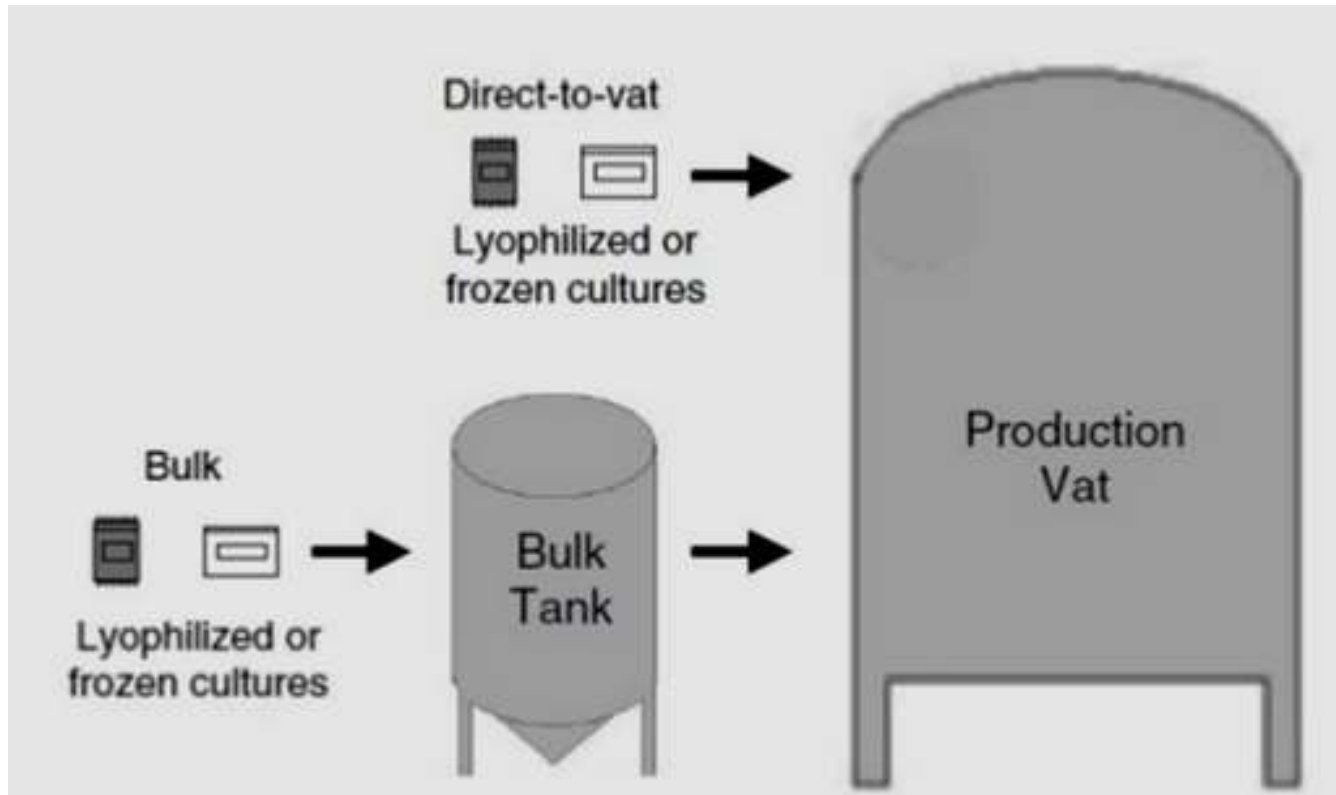 Direct-to-vat
Lyophilized or
frozen cultures
Production
Vat
Bulk
Bulk
Tank
Lyophilized or
frozen cultures